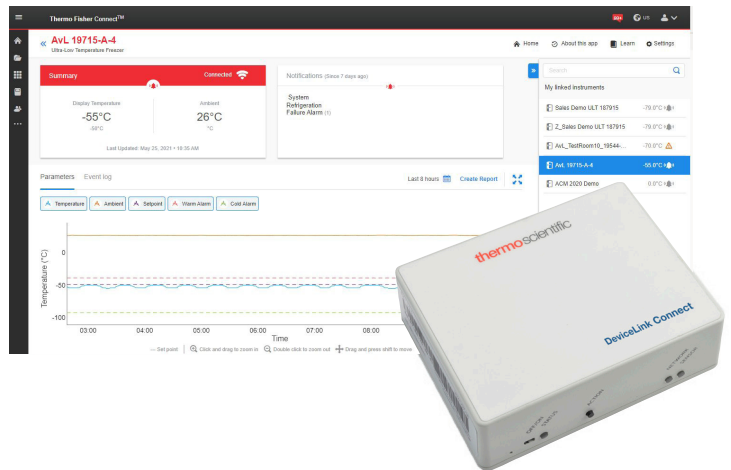 Thermo Fisher Connect™
US
AvL 19715-A-4
Ultra-Low Temperature Freezer
Home
About this app
Learn
Settings
Summary
Connected
Display Temperature
Ambient
-55°C
26°C
-54°C
°C
Last Updated: May 25, 2021 • 10:35 AM
Notifications (Since 7 days ago)
System
Refrigeration
Failure Alarm (1)
Search
My linked instruments
Sales Demo ULT 187915
-79.0°C
Z_Sales Demo ULT 187915
-79.0°C
AvL_TestRoom10_19544-...
-70.0°C
AvL 19715-A-4
-55.0°C
ACM 2020 Demo
0.0°C
Parameters
Event log
Last 8 hours
Create Report
Temperature
Ambient
Setpoint
Warm Alarm
Cold Alarm
Temperature (°C)
0
-50
-100
03:00
04:00
05:00
06:00
07:00
08:00
Time
--- Set point
Click and drag to zoom in
Double click to zoom out
Drag and press shift to move
thermo scientific
DeviceLink Connect